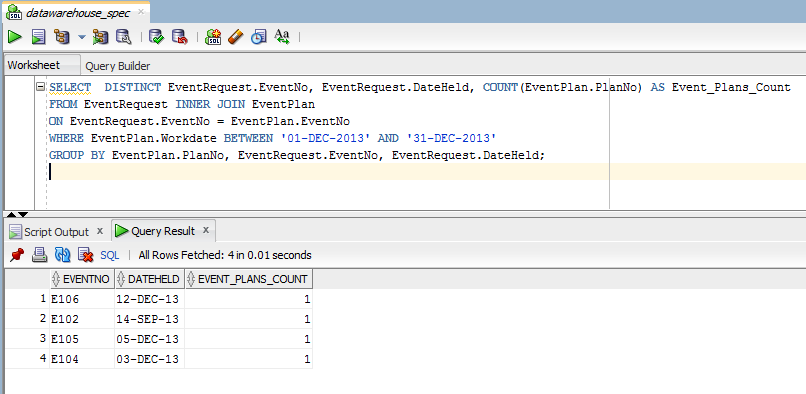 datawarehouse_spec
Worksheet Query Builder
SELECT DISTINCT EventRequest.EventNo, EventRequest.DateHeld, COUNT(EventPlan.PlanNo) AS Event_Plans_Count
FROM EventRequest INNER JOIN EventPlan
ON EventRequest.EventNo = EventPlan.EventNo
WHERE EventPlan.Workdate BETWEEN '01-DEC-2013' AND '31-DEC-2013'
GROUP BY EventPlan.PlanNo, EventRequest.EventNo, EventRequest.DateHeld;
Script Output x Query Result x
SQL | All Rows Fetched: 4 in 0.01 seconds
EVENTNO DATEHELD EVENT_PLANS_COUNT
1 E106 12-DEC-13 1
2 E102 14-SEP-13 1
3 E105 05-DEC-13 1
4 E104 03-DEC-13 1